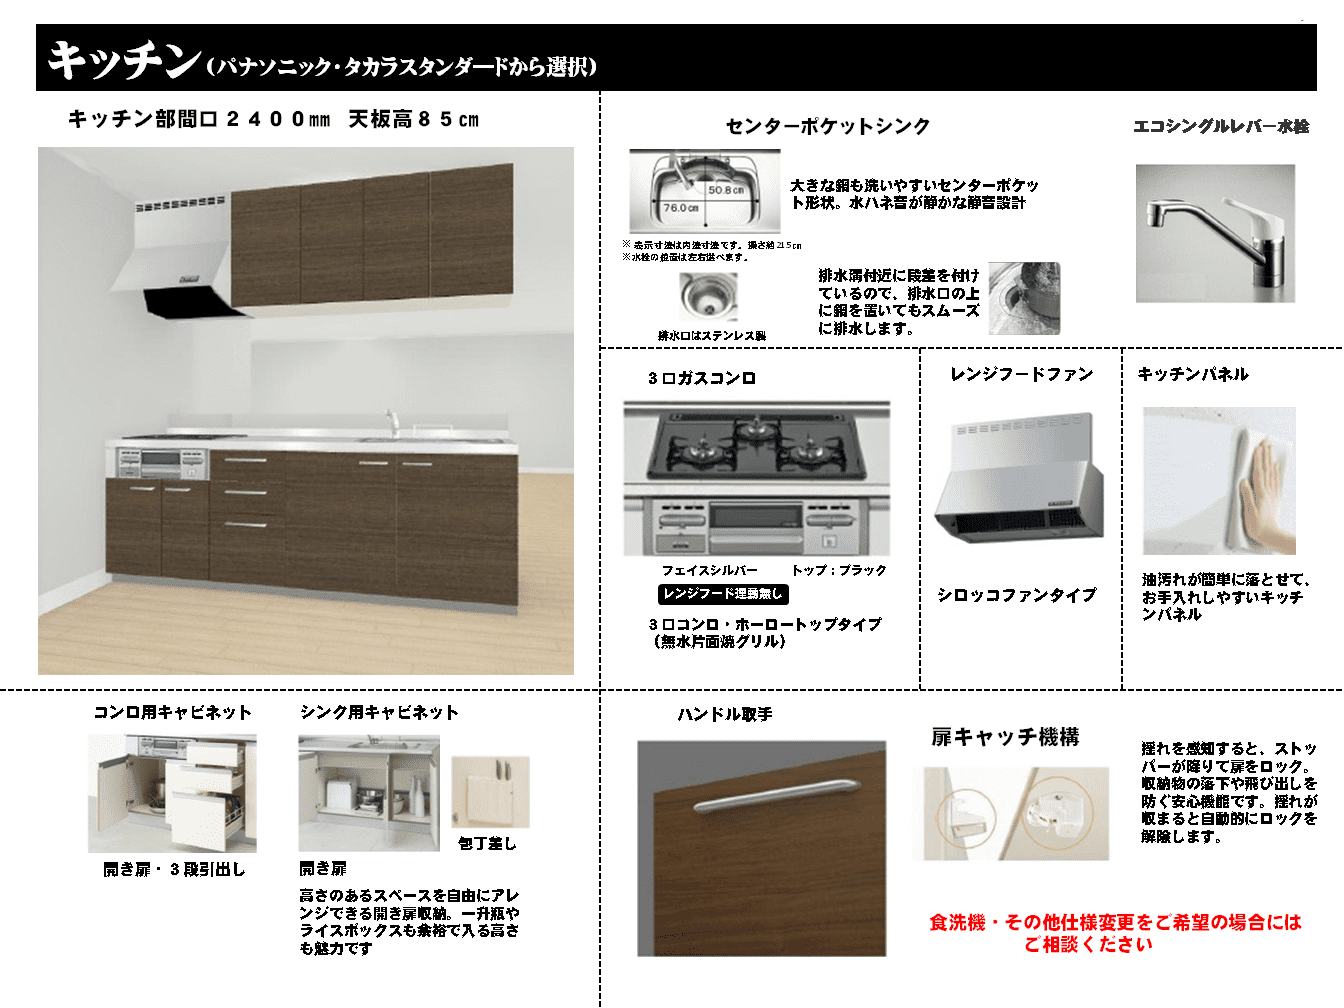 キッチン（パナソニック・タカラスタンダードから選択）
キッチン部間口２４００㎜　天板高８５㎝
センターポケットシンク
50.8㎝
76.0㎝
大きな鍋も洗いやすいセンターポケッ
ト形状。水ハネ音が静かな静音設計
※表示寸法は内法寸法です。深さ約21.5㎝
※水栓の位置は左右選べます。
排水口はステンレス製
排水溝付近に段差を付け
ているので、排水口の上
に鍋を置いてもスムーズ
に排水します。
エコシングルレバー水栓
３口ガスコンロ
フェイスシルバー　トップ：ブラック
レンジフード連動無し
３口コンロ・ホーロートップタイプ
（無水片面焼グリル）
レンジフードファン
シロッコファンタイプ
キッチンパネル
油汚れが簡単に落とせて、
お手入れしやすいキッチ
ンパネル
コンロ用キャビネット
開き扉・３段引出し
シンク用キャビネット
包丁差し
開き扉
高さのあるスペースを自由にアレ
ンジできる開き扉収納。一升瓶や
ライスボックスも余裕で入る高さ
も魅力です
ハンドル取手
扉キャッチ機構
揺れを感知すると、ストッ
パーが降りて扉をロック。
収納物の落下や飛び出しを
防ぐ安心機能です。揺れが
収まると自動的にロックを
解除します。
食洗機・その他仕様変更をご希望の場合には
ご相談ください